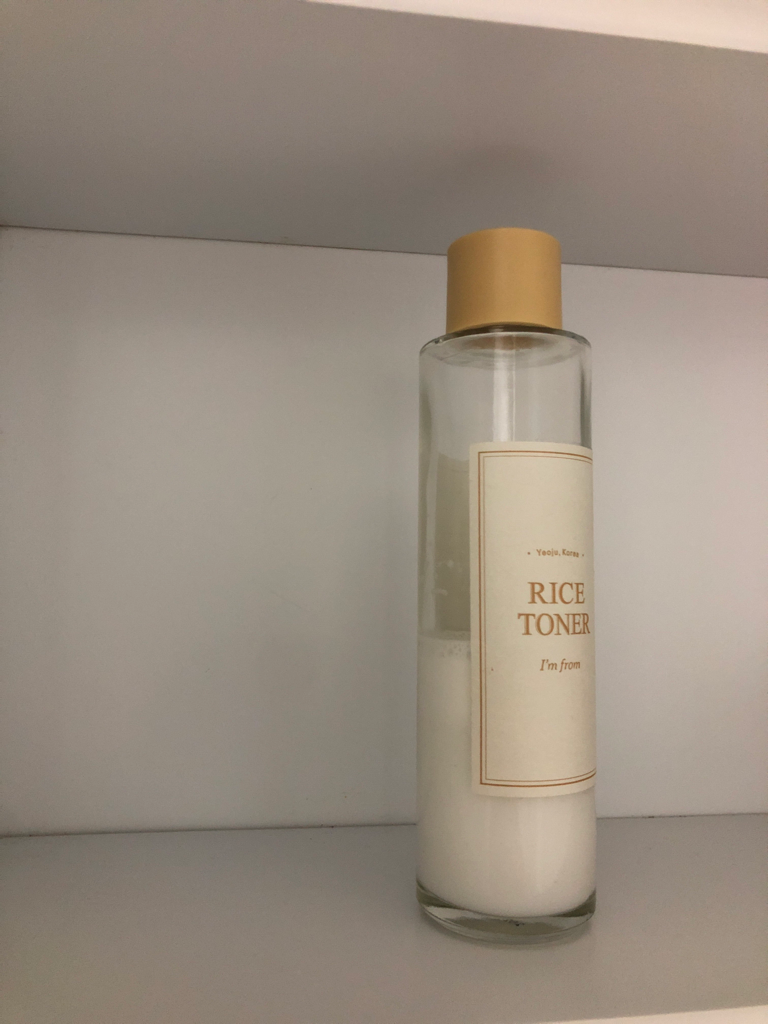 • Yeoju, Korea •
RICE
TONER
I'm from